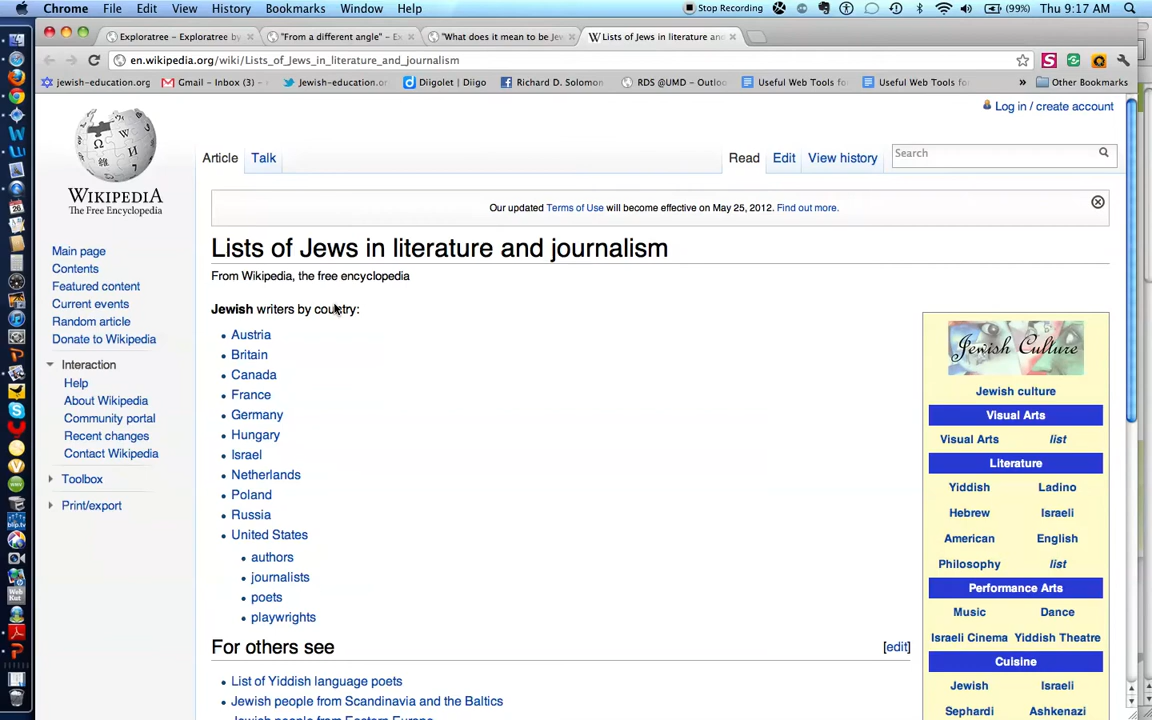 Chrome File Edit View History Bookmarks Window Help Stop Recording (99%) Thu 9:17 AM
Exploratree – Exploratree by "From a different angle" – Ex "What does it mean to be Jew Lists of Jews in literature and
en.wikipedia.org/wiki/Lists_of_Jews_in_literature_and_journalism
jewish-education.org Gmail – Inbox (3) – Jewish-education.or Diigolet | Diigo Richard D. Solomon RDS @UMD – Outloo Useful Web Tools fo Useful Web Tools fo » Other Bookmarks
Log in / create account
Article Talk Read Edit View history Search
WIKIPEDIA
The Free Encyclopedia
Our updated Terms of Use will become effective on May 25, 2012. Find out more.
Main page
Contents
Featured content
Current events
Random article
Donate to Wikipedia
Interaction
Help
About Wikipedia
Community portal
Recent changes
Contact Wikipedia
Toolbox
Print/export
Lists of Jews in literature and journalism
From Wikipedia, the free encyclopedia
Jewish writers by country:
Austria
Britain
Canada
France
Germany
Hungary
Israel
Netherlands
Poland
Russia
United States
authors
journalists
poets
playwrights
For others see [edit]
List of Yiddish language poets
Jewish people from Scandinavia and the Baltics
Jewish people from Eastern Europe
Jewish Culture
Jewish culture
Visual Arts
Visual Arts list
Literature
Yiddish Ladino
Hebrew Israeli
American English
Philosophy list
Performance Arts
Music Dance
Israeli Cinema Yiddish Theatre
Cuisine
Jewish Israeli
Sephardi Ashkenazi